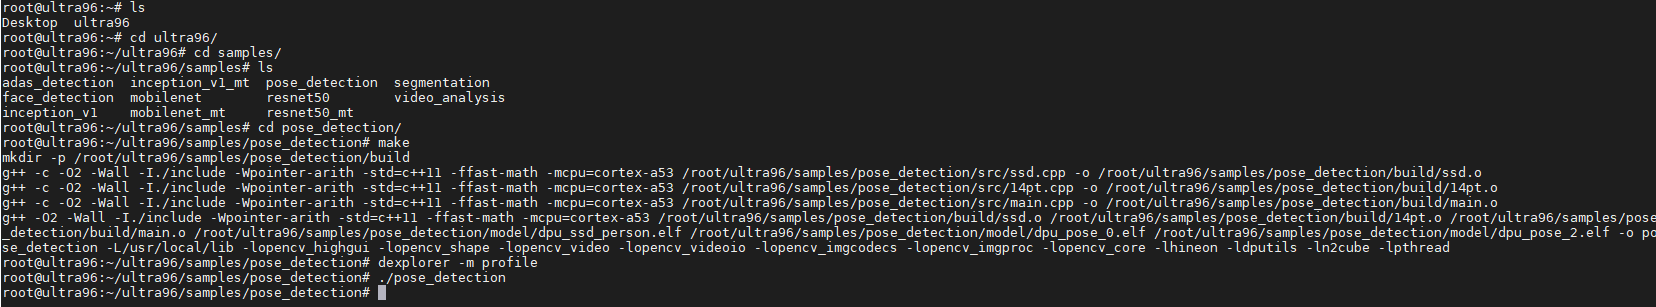 root@ultra96:~# ls
Desktop  ultra96
root@ultra96:~# cd ultra96/
root@ultra96:~/ultra96# cd samples/
root@ultra96:~/ultra96/samples# ls
adas_detection  inception_v1_mt  pose_detection  segmentation
face_detection  mobilenet        resnet50        video_analysis
inception_v1    mobilenet_mt     resnet50_mt
root@ultra96:~/ultra96/samples# cd pose_detection/
root@ultra96:~/ultra96/samples/pose_detection# make
mkdir -p /root/ultra96/samples/pose_detection/build
g++ -c -O2 -Wall -I./include -Wpointer-arith -std=c++11 -ffast-math -mcpu=cortex-a53 /root/ultra96/samples/pose_detection/src/ssd.cpp -o /root/ultra96/samples/pose_detection/build/ssd.o
g++ -c -O2 -Wall -I./include -Wpointer-arith -std=c++11 -ffast-math -mcpu=cortex-a53 /root/ultra96/samples/pose_detection/src/14pt.cpp -o /root/ultra96/samples/pose_detection/build/14pt.o
g++ -c -O2 -Wall -I./include -Wpointer-arith -std=c++11 -ffast-math -mcpu=cortex-a53 /root/ultra96/samples/pose_detection/src/main.cpp -o /root/ultra96/samples/pose_detection/build/main.o
g++ -O2 -Wall -I./include -Wpointer-arith -std=c++11 -ffast-math -mcpu=cortex-a53 /root/ultra96/samples/pose_detection/build/ssd.o /root/ultra96/samples/pose_detection/build/14pt.o /root/ultra96/samples/pose
_detection/build/main.o /root/ultra96/samples/pose_detection/model/dpu_ssd_person.elf /root/ultra96/samples/pose_detection/model/dpu_pose_0.elf /root/ultra96/samples/pose_detection/model/dpu_pose_2.elf -o po
se_detection -L/usr/local/lib -lopencv_highgui -lopencv_shape -lopencv_video -lopencv_videoio -lopencv_imgcodecs -lopencv_imgproc -lopencv_core -lhineon -ldputils -ln2cube -lpthread
root@ultra96:~/ultra96/samples/pose_detection# dexplorer -m profile
root@ultra96:~/ultra96/samples/pose_detection# ./pose_detection
root@ultra96:~/ultra96/samples/pose_detection#